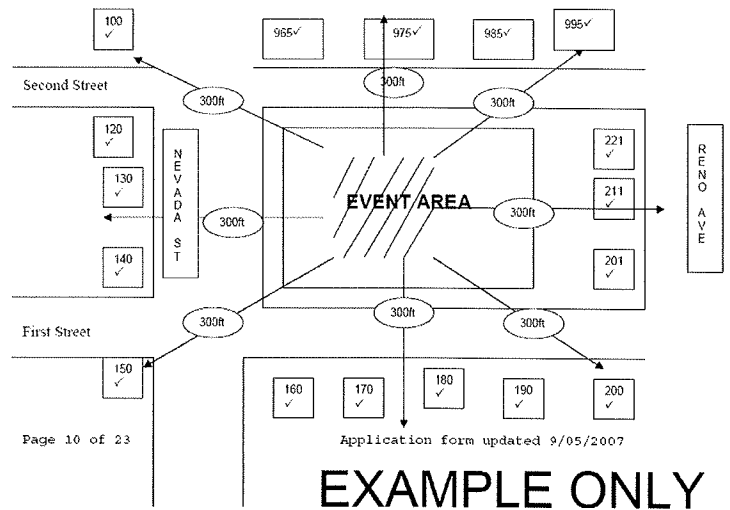 100
✓
965✓
975✓
985✓
995✓
300ft
Second Street
300ft
300ft
120
✓
130
✓
140
✓
NEVADA ST
300ft
EVENT AREA
300ft
221
✓
211
✓
201
✓
RENO AVE
First Street
300ft
300ft
300ft
150
✓
160
✓
170
✓
180
✓
190
✓
200
✓
Page 10 of 23
Application form updated 9/05/2007
EXAMPLE ONLY